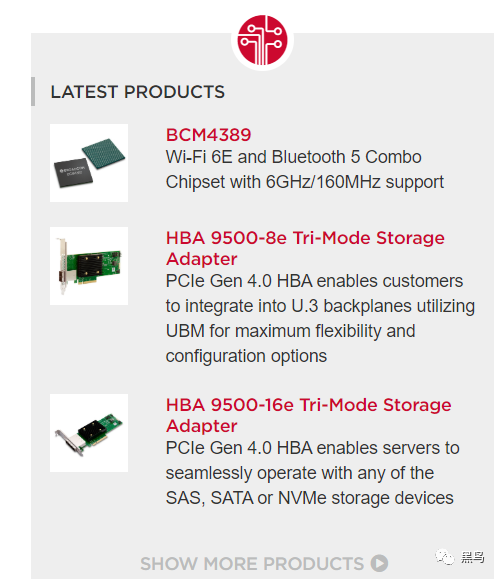 LATEST PRODUCTS
BCM4389
Wi-Fi 6E and Bluetooth 5 Combo
Chipset with 6GHz/160MHz support
HBA 9500-8e Tri-Mode Storage
Adapter
PCIe Gen 4.0 HBA enables customers
to integrate into U.3 backplanes utilizing
UBM for maximum flexibility and
configuration options
HBA 9500-16e Tri-Mode Storage
Adapter
PCIe Gen 4.0 HBA enables servers to
seamlessly operate with any of the
SAS, SATA or NVMe storage devices
SHOW MORE PRODUCTS
黑鸟